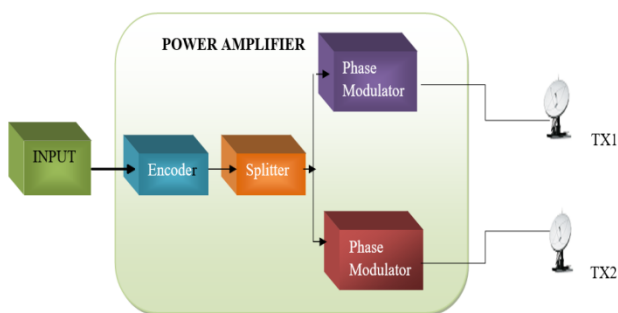 POWER AMPLIFIER
Phase
Modulator
INPUT
Encoder
Splitter
TX1
Phase
Modulator
TX2